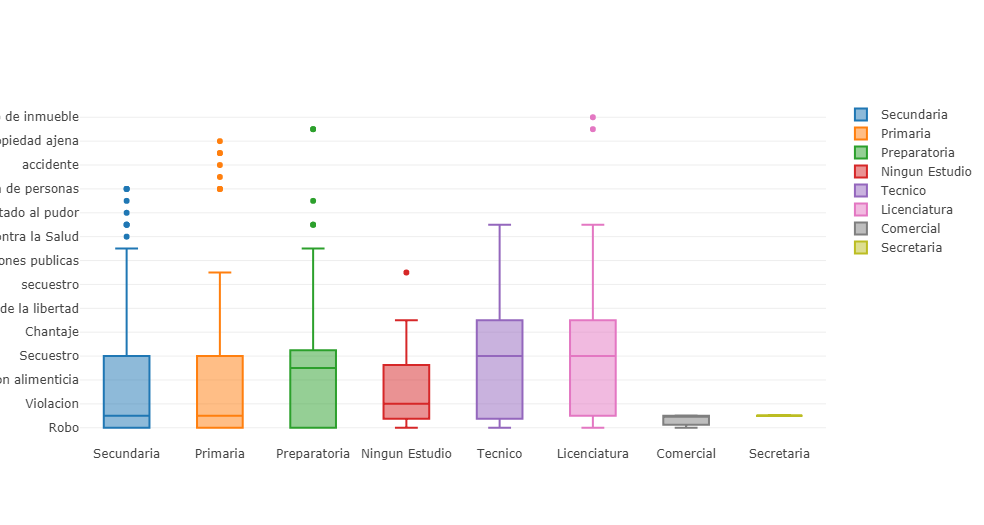 de inmueble
piedad ajena
accidente
de personas
tado al pudor
ontra la Salud
ones publicas
secuestro
de la libertad
Chantaje
Secuestro
on alimenticia
Violacion
Robo
Secundaria Primaria Preparatoria Ningun Estudio Tecnico Licenciatura Comercial Secretaria
Secundaria
Primaria
Preparatoria
Ningun Estudio
Tecnico
Licenciatura
Comercial
Secretaria